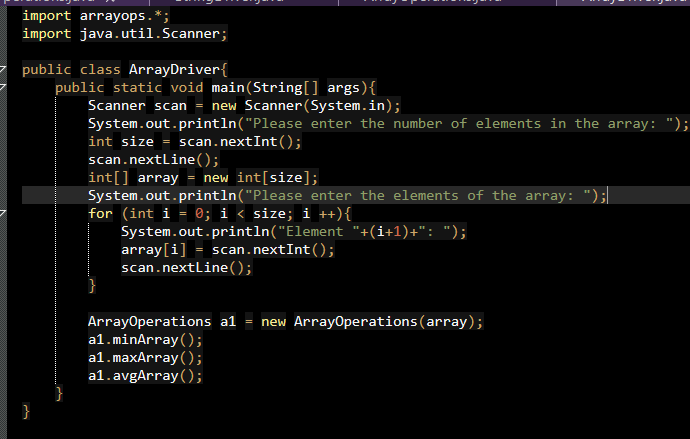 import arrayops.*;
import java.util.Scanner;
public class ArrayDriver{
public static void main(String[] args){
Scanner scan = new Scanner(System.in);
System.out.println("Please enter the number of elements in the array: ");
int size = scan.nextInt();
scan.nextLine();
int[] array = new int[size];
System.out.println("Please enter the elements of the array: ");
for (int i = 0; i < size; i ++){
System.out.println("Element "+(i+1)+": ");
array[i] = scan.nextInt();
scan.nextLine();
}
ArrayOperations a1 = new ArrayOperations(array);
a1.minArray();
a1.maxArray();
a1.avgArray();
}
}